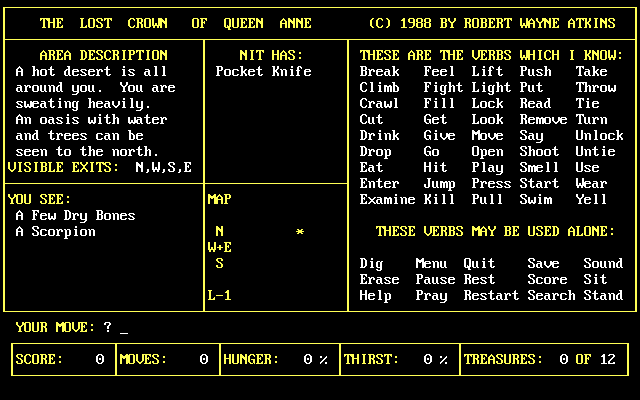 THE LOST CROWN OF QUEEN ANNE (C) 1988 BY ROBERT WAYNE ATKINS
AREA DESCRIPTION
A hot desert is all
around you. You are
sweating heavily.
An oasis with water
and trees can be
seen to the north.
VISIBLE EXITS: N,W,S,E
NIT HAS:
Pocket Knife
THESE ARE THE VERBS WHICH I KNOW:
Break Feel Lift Push Take
Climb Fight Light Put Throw
Crawl Fill Lock Read Tie
Cut Get Look Remove Turn
Drink Give Move Say Unlock
Drop Go Open Shoot Untie
Eat Hit Play Smell Use
Enter Jump Press Start Wear
Examine Kill Pull Swim Yell
YOU SEE:
A Few Dry Bones
A Scorpion
MAP
N *
W+E
S
L-1
THESE VERBS MAY BE USED ALONE:
Dig Menu Quit Save Sound
Erase Pause Rest Score Sit
Help Pray Restart Search Stand
YOUR MOVE: ? _
SCORE: 0 MOVES: 0 HUNGER: 0 % THIRST: 0 % TREASURES: 0 OF 12